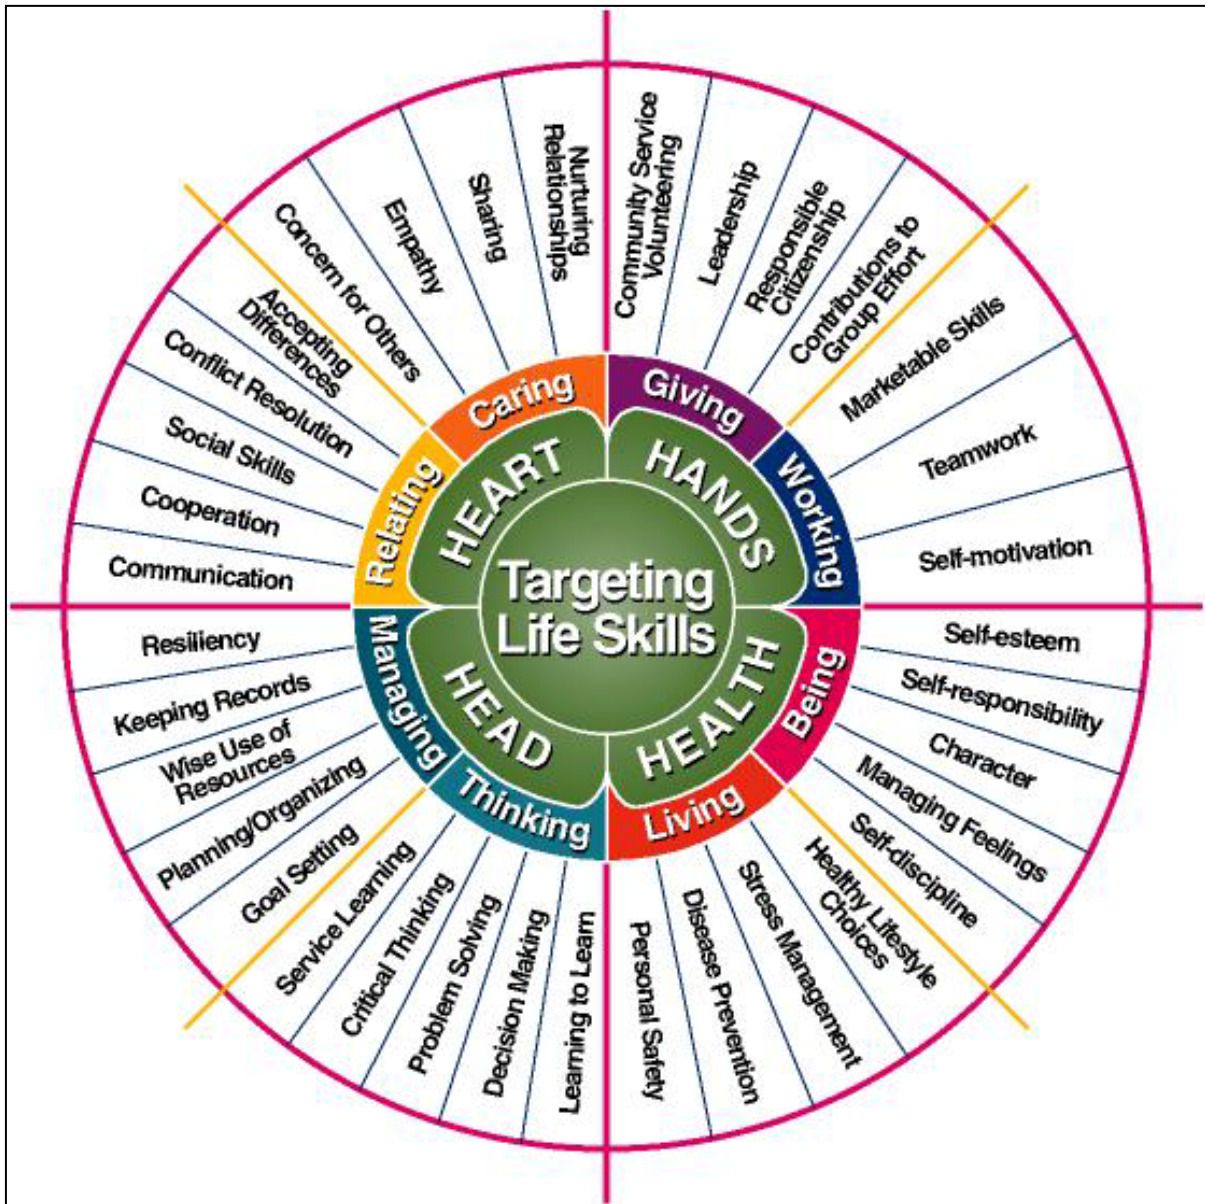 Targeting
Life Skills
HEART
HANDS
HEALTH
HEAD
Caring
Giving
Working
Being
Living
Thinking
Managing
Relating
Nurturing
Relationships
Sharing
Empathy
Concern for Others
Community Service
Volunteering
Leadership
Responsible
Citizenship
Contributions to
Group Effort
Marketable Skills
Teamwork
Self-motivation
Self-esteem
Self-responsibility
Character
Managing Feelings
Self-discipline
Healthy Lifestyle
Choices
Stress Management
Disease Prevention
Personal Safety
Learning to Learn
Decision Making
Problem Solving
Critical Thinking
Service Learning
Goal Setting
Planning/Organizing
Wise Use of
Resources
Keeping Records
Resiliency
Communication
Cooperation
Social Skills
Conflict Resolution
Accepting
Differences